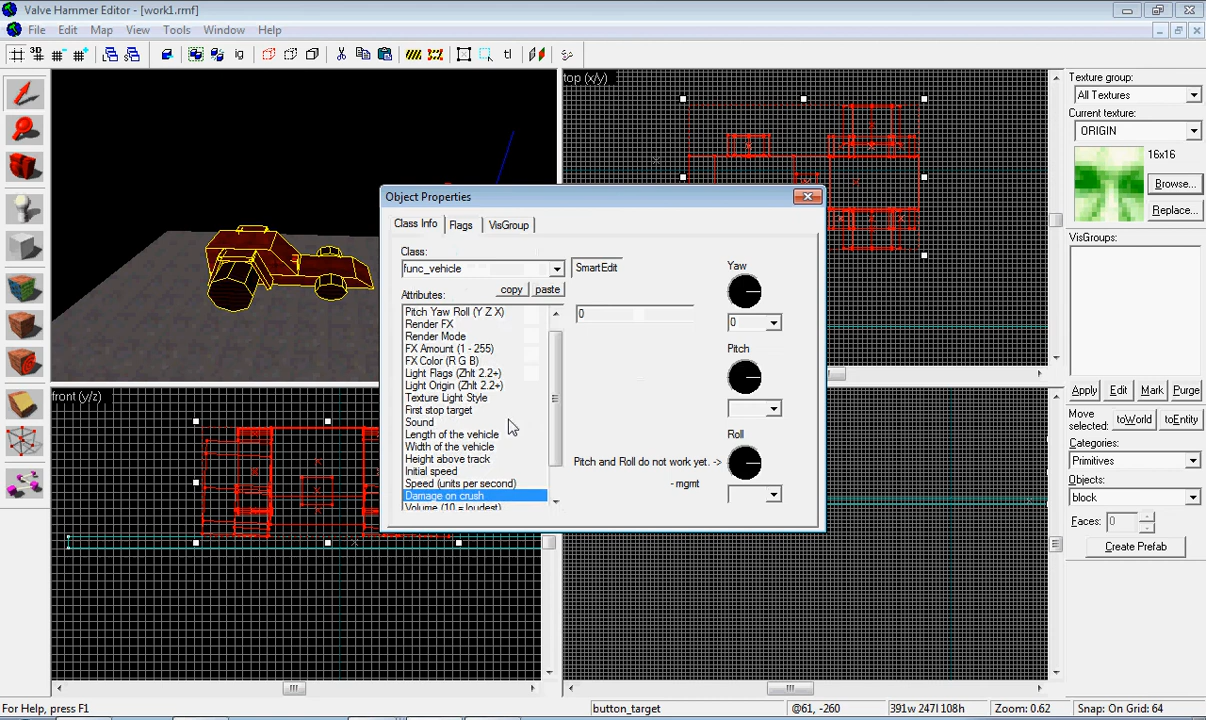 Valve Hammer Editor - [work1.rmf]
File Edit Map View Tools Window Help
3D
ig
tl
top (x/y)
front (y/z)
Texture group:
All Textures
Current texture:
ORIGIN
16x16
Browse...
Replace...
VisGroups:
Apply Edit Mark Purge
Move selected:
toWorld toEntity
Categories:
Primitives
Objects:
block
Faces: 0
Create Prefab
Object Properties
Class Info Flags VisGroup
Class:
func_vehicle
SmartEdit
copy paste
Attributes:
Pitch Yaw Roll (Y Z X)
Render FX
Render Mode
FX Amount (1 - 255)
FX Color (R G B)
Light Flags (Zhlt 2.2+)
Light Origin (Zhlt 2.2+)
Texture Light Style
First stop target
Sound
Length of the vehicle
Width of the vehicle
Height above track
Initial speed
Speed (units per second)
Damage on crush
Volume (10 = loudest)
0
Yaw
0
Pitch
Roll
Pitch and Roll do not work yet. ->
- mgmt
For Help, press F1
button_target
@61, -260
391w 247l 108h
Zoom: 0.62
Snap: On Grid: 64